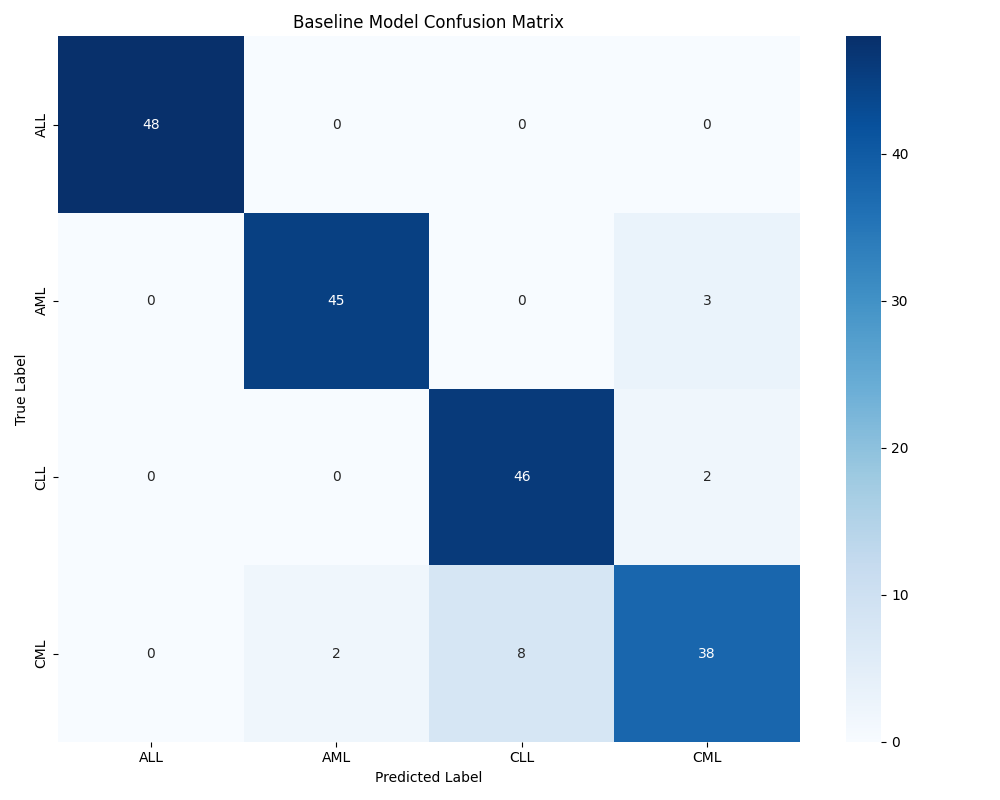 Baseline Model Confusion Matrix
True Label
ALL
48 0 0 0
AML
0 45 0 3
CLL
0 0 46 2
CML
0 2 8 38
ALL AML CLL CML
Predicted Label
40
30
20
10
0